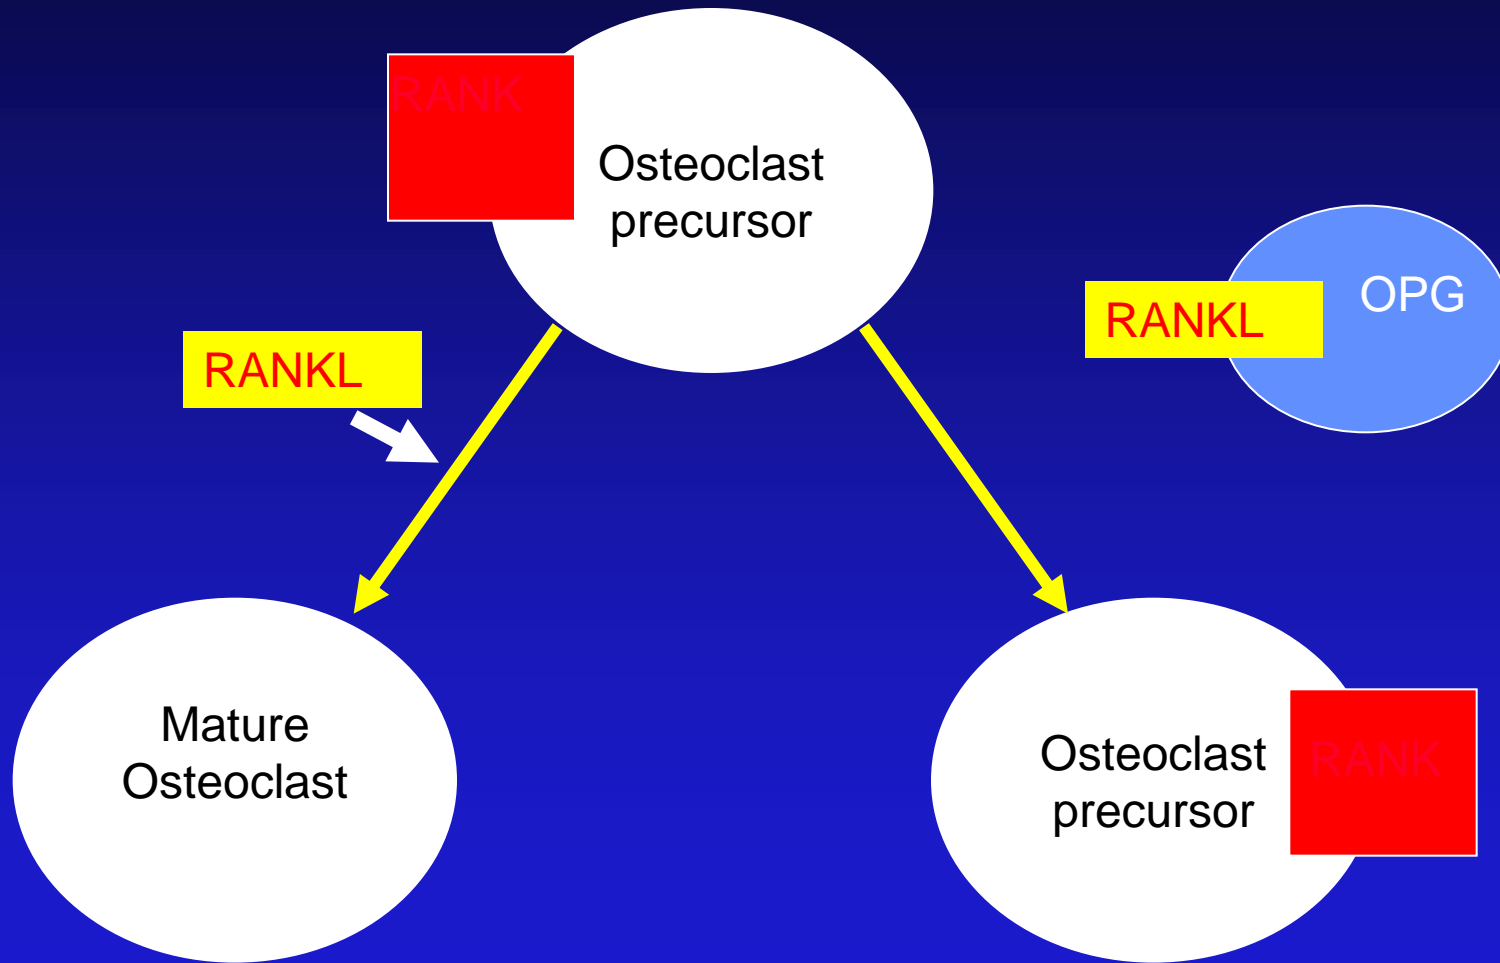 RANK
Osteoclast
precursor
OPG
RANKL
RANKL
Mature
Osteoclast
Osteoclast
precursor
RANK